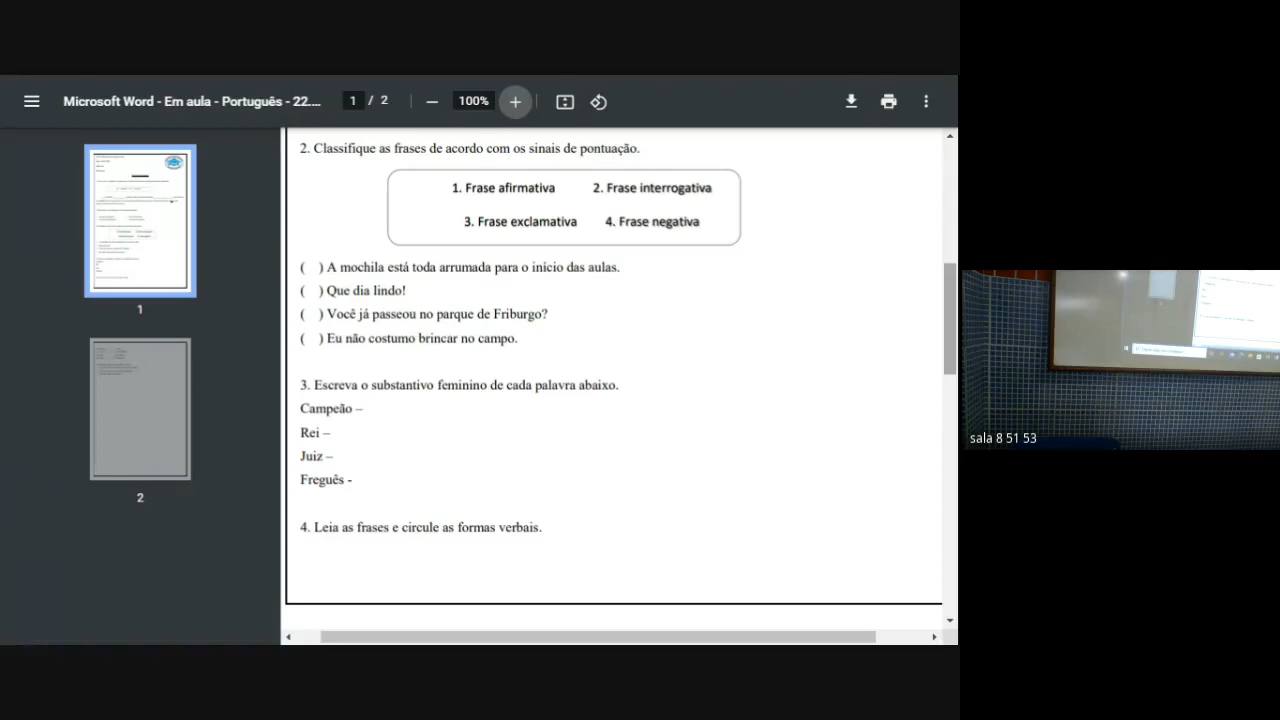 Microsoft Word - Em aula - Português - 22....
1 / 2
100%
2. Classifique as frases de acordo com os sinais de pontuação.
1. Frase afirmativa 2. Frase interrogativa
3. Frase exclamativa 4. Frase negativa
( ) A mochila está toda arrumada para o início das aulas.
( ) Que dia lindo!
( ) Você já passeou no parque de Friburgo?
( ) Eu não costumo brincar no campo.
3. Escreva o substantivo feminino de cada palavra abaixo.
Campeão –
Rei –
Juiz –
Freguês -
4. Leia as frases e circule as formas verbais.
1
2
sala 8 51 53